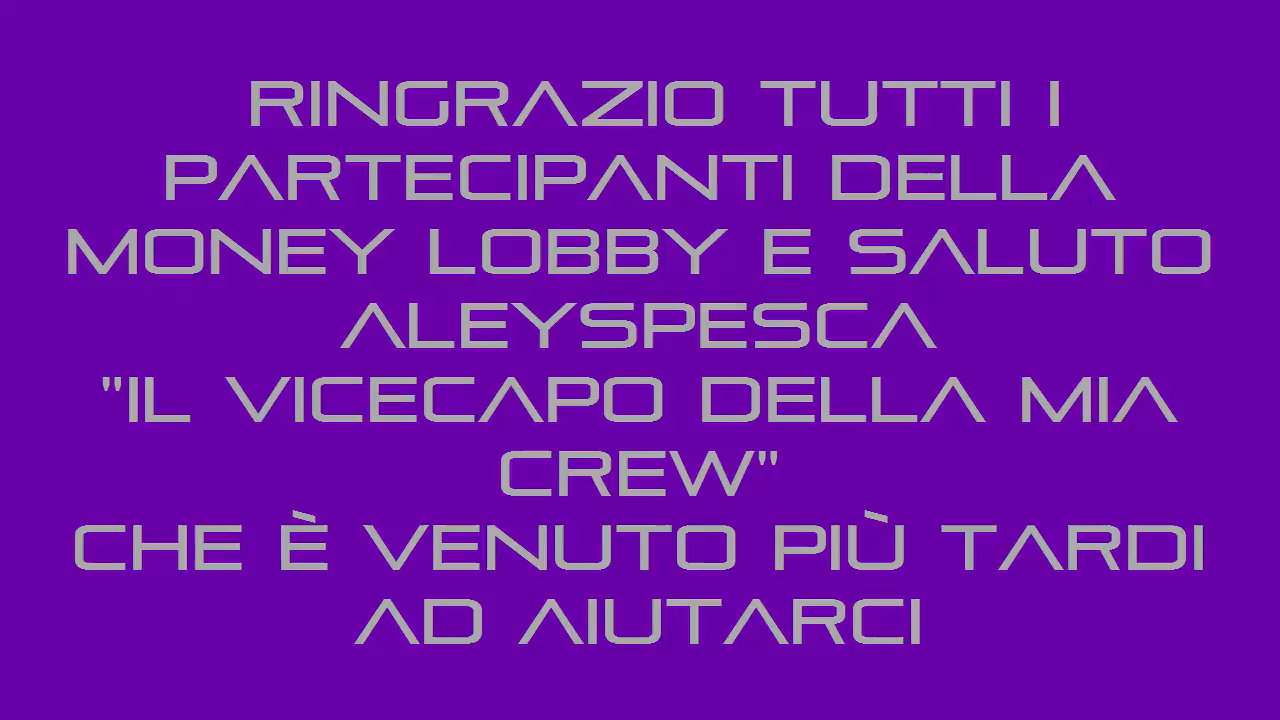 RINGRAZIO TUTTI I
PARTECIPANTI DELLA
MONEY LOBBY E SALUTO
ALEYSPESCA
"IL VICECAPO DELLA MIA
CREW"
CHE È VENUTO PIÙ TARDI
AD AIUTARCI